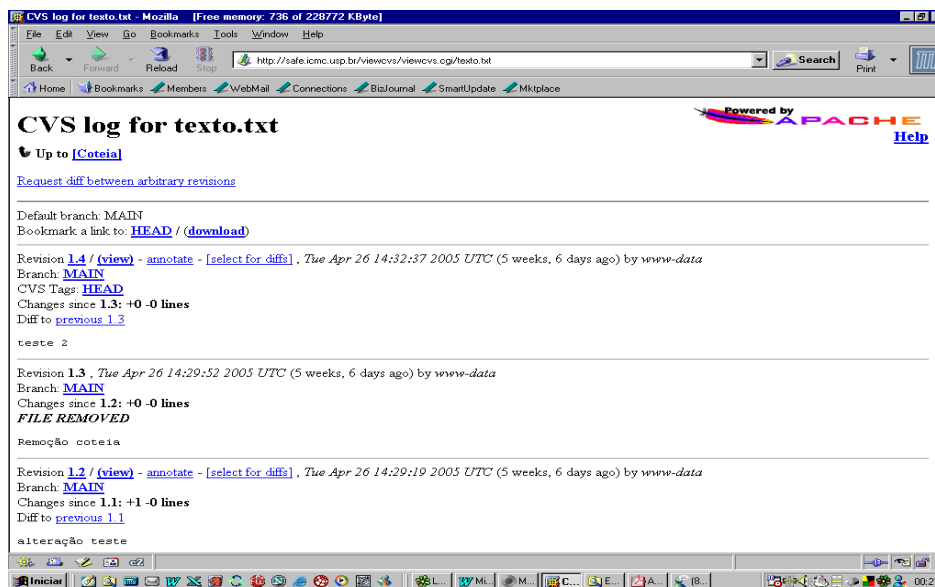 CVS log for texto.txt - Mozilla [Free memory: 736 of 228772 KByte]
File Edit View Go Bookmarks Tools Window Help
Back Forward Reload Stop http://safe.icmc.usp.br/viewcvs/viewcvs.cgi/texto.txt Search Print
Home Bookmarks Members WebMail Connections BizJournal SmartUpdate Mktplace
CVS log for texto.txt
Powered by
APACHE
Help
Up to [Coteia]
Request diff between arbitrary revisions
Default branch: MAIN
Bookmark a link to: HEAD / (download)
Revision 1.4 / (view) - annotate - [select for diffs] , Tue Apr 26 14:32:37 2005 UTC (5 weeks, 6 days ago) by www-data
Branch: MAIN
CVS Tags: HEAD
Changes since 1.3: +0 -0 lines
Diff to previous 1.3
teste 2
Revision 1.3 , Tue Apr 26 14:29:52 2005 UTC (5 weeks, 6 days ago) by www-data
Branch: MAIN
Changes since 1.2: +0 -0 lines
FILE REMOVED
Remoção coteia
Revision 1.2 / (view) - annotate - [select for diffs] , Tue Apr 26 14:29:19 2005 UTC (5 weeks, 6 days ago) by www-data
Branch: MAIN
Changes since 1.1: +1 -0 lines
Diff to previous 1.1
alteração teste
Iniciar L... Mi... M... C... E... A... (8...